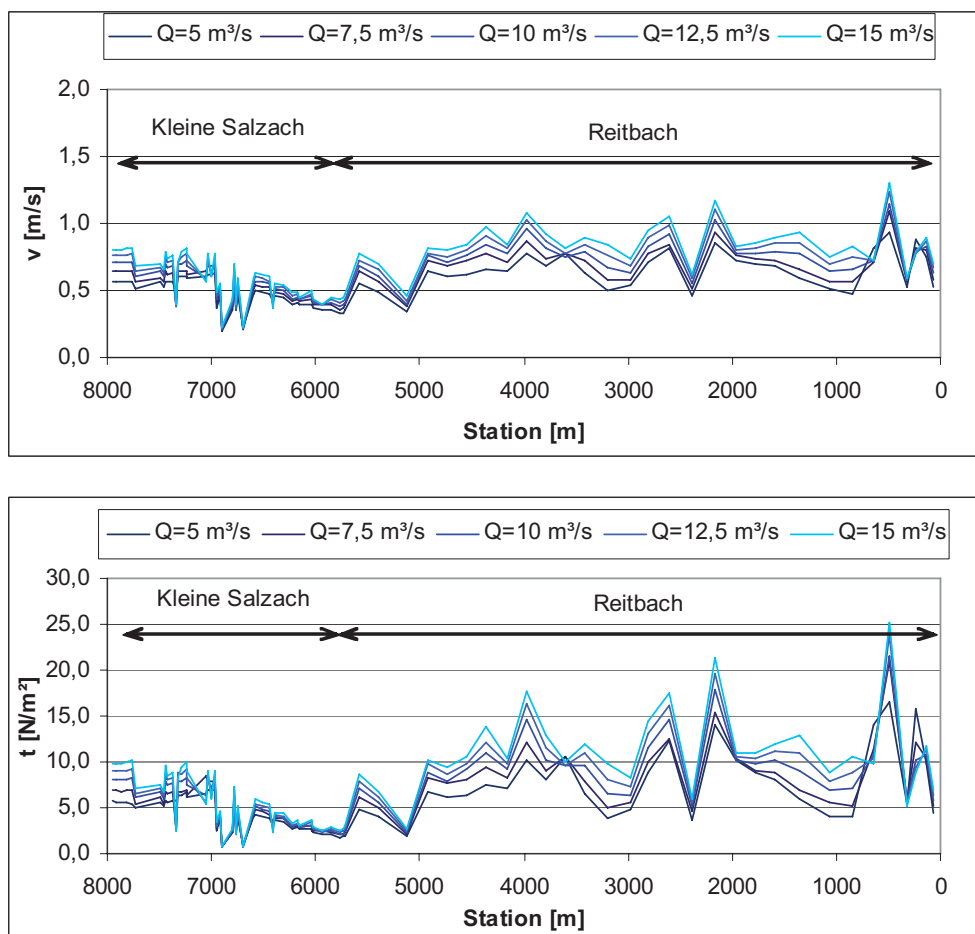 Q=5 m³/s Q=7,5 m³/s Q=10 m³/s Q=12,5 m³/s Q=15 m³/s
2,0
Kleine Salzach Reitbach
1,5
1,0
0,5
0,0
v [m/s]
8000 7000 6000 5000 4000 3000 2000 1000 0
Station [m]
Q=5 m³/s Q=7,5 m³/s Q=10 m³/s Q=12,5 m³/s Q=15 m³/s
30,0
Kleine Salzach Reitbach
25,0
20,0
15,0
10,0
5,0
0,0
t [N/m²]
8000 7000 6000 5000 4000 3000 2000 1000 0
Station [m]